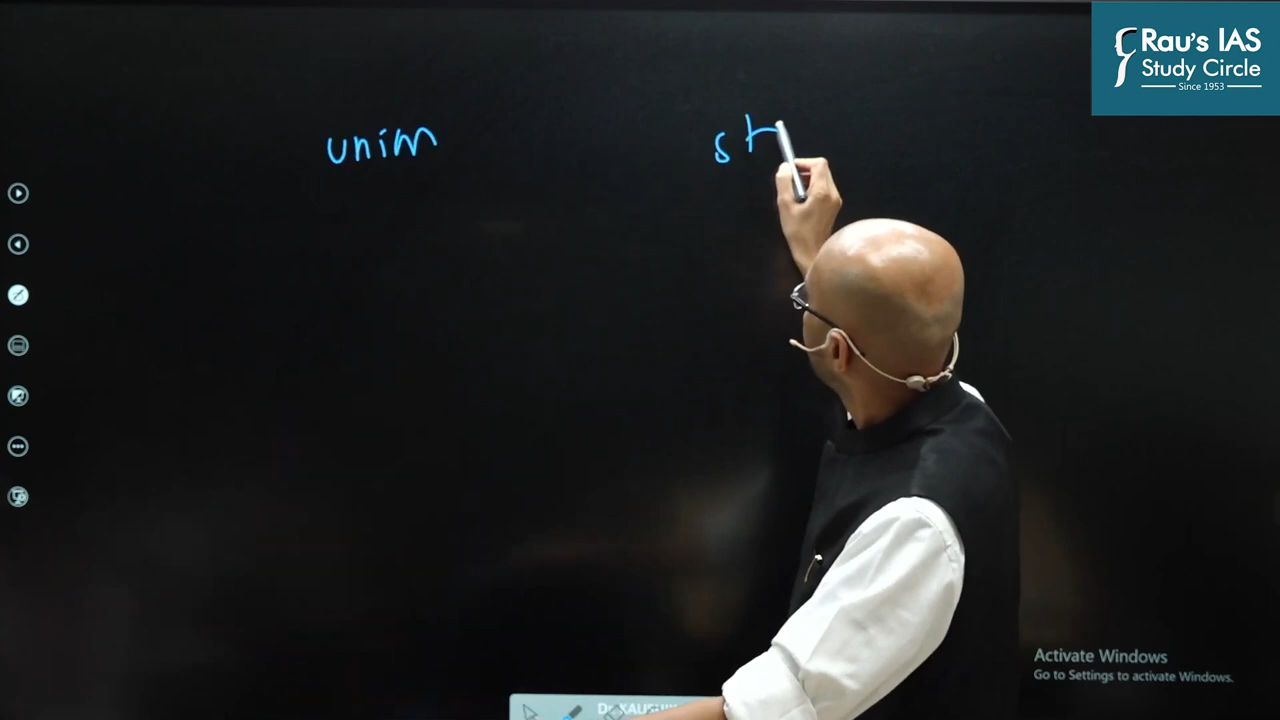 Rau's IAS
Study Circle
Since 1953
unim st
Activate Windows
Go to Settings to activate Windows.